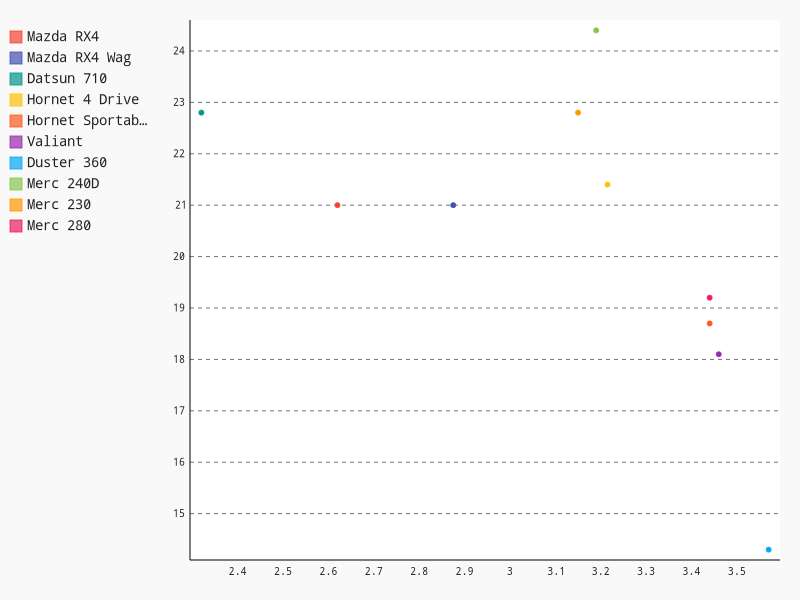 Mazda RX4
Mazda RX4 Wag
Datsun 710
Hornet 4 Drive
Hornet Sportab…
Valiant
Duster 360
Merc 240D
Merc 230
Merc 280
24
23
22
21
20
19
18
17
16
15
2.4 2.5 2.6 2.7 2.8 2.9 3 3.1 3.2 3.3 3.4 3.5